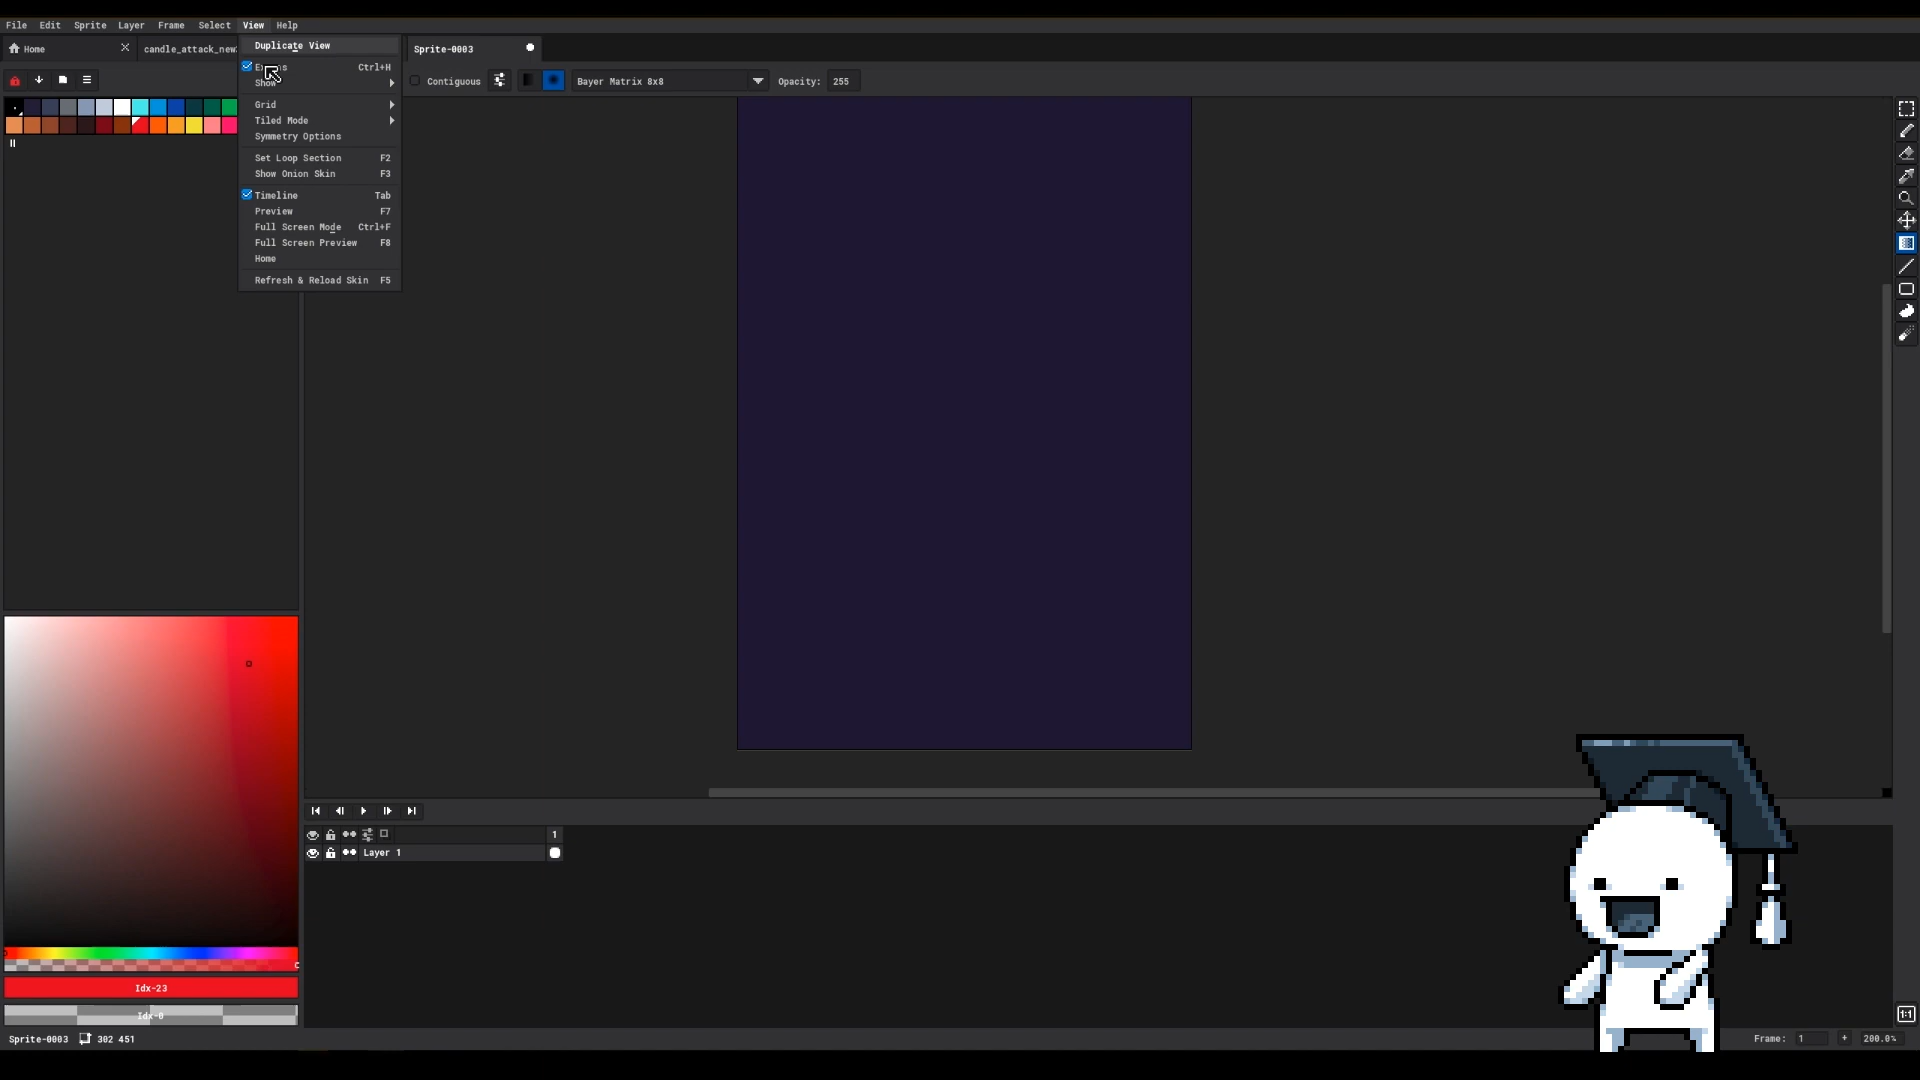 File Edit Sprite Layer Frame Select View Help
Home
candle_attack_new
Sprite-0003
Contiguous
Bayer Matrix 8x8
Opacity: 255
Duplicate View
Ctrl+H
Show
Grid
Tiled Mode
Symmetry Options
Set Loop Section F2
Show Onion Skin F3
Timeline Tab
Preview F7
Full Screen Mode Ctrl+F
Full Screen Preview F8
Home
Refresh & Reload Skin F5
1
Layer 1
Idx-23
Idx-0
Sprite-0003 302 451
Frame: 1 + 200.0%
1:1